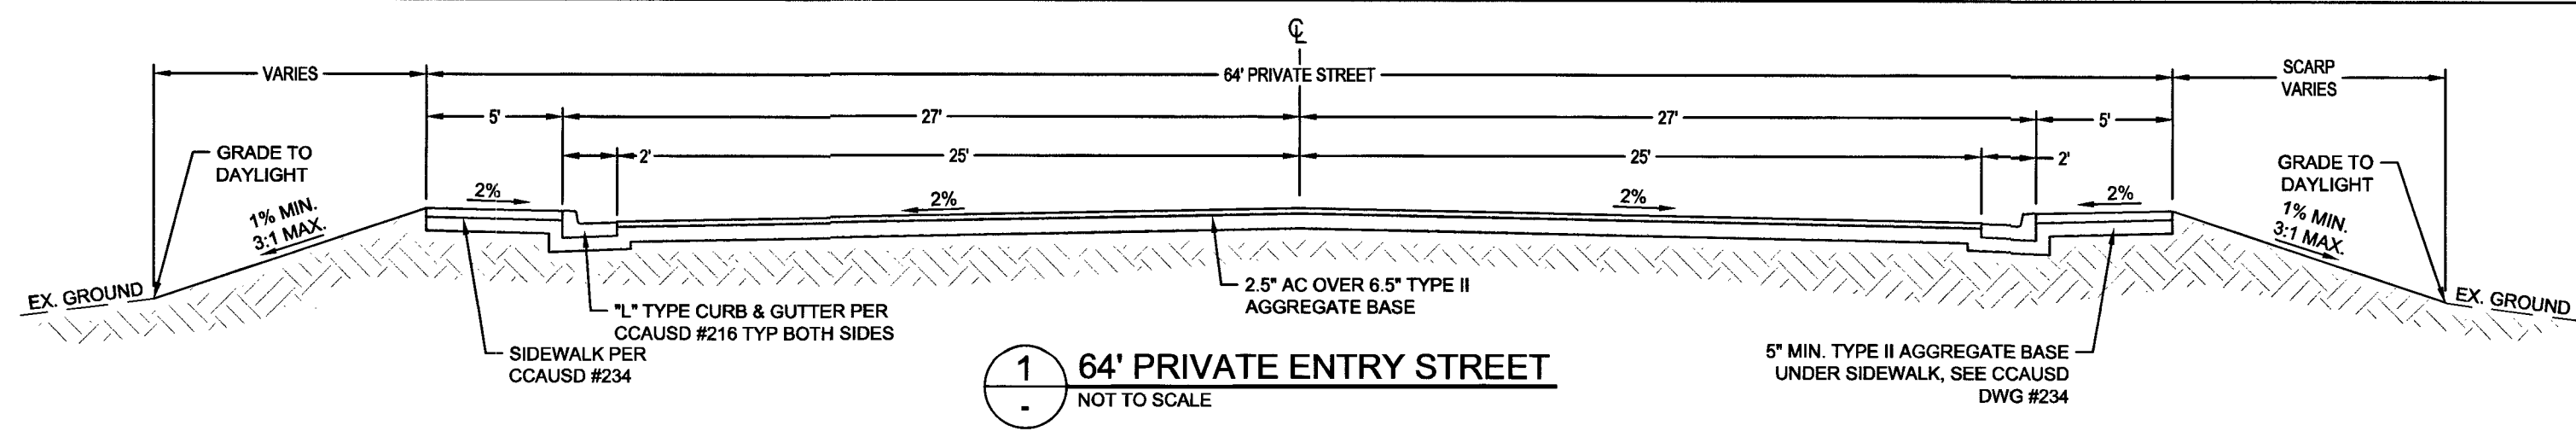 ℄
VARIES
64' PRIVATE STREET
SCARP
VARIES
5'
27'
27'
5'
2'
25'
25'
2'
GRADE TO
DAYLIGHT
GRADE TO
DAYLIGHT
1% MIN.
3:1 MAX.
2%
2%
2%
2%
1% MIN.
3:1 MAX.
EX. GROUND
EX. GROUND
"L" TYPE CURB & GUTTER PER
CCAUSD #216 TYP BOTH SIDES
2.5" AC OVER 6.5" TYPE II
AGGREGATE BASE
SIDEWALK PER
CCAUSD #234
5" MIN. TYPE II AGGREGATE BASE
UNDER SIDEWALK, SEE CCAUSD
DWG #234
1
-
64' PRIVATE ENTRY STREET
NOT TO SCALE